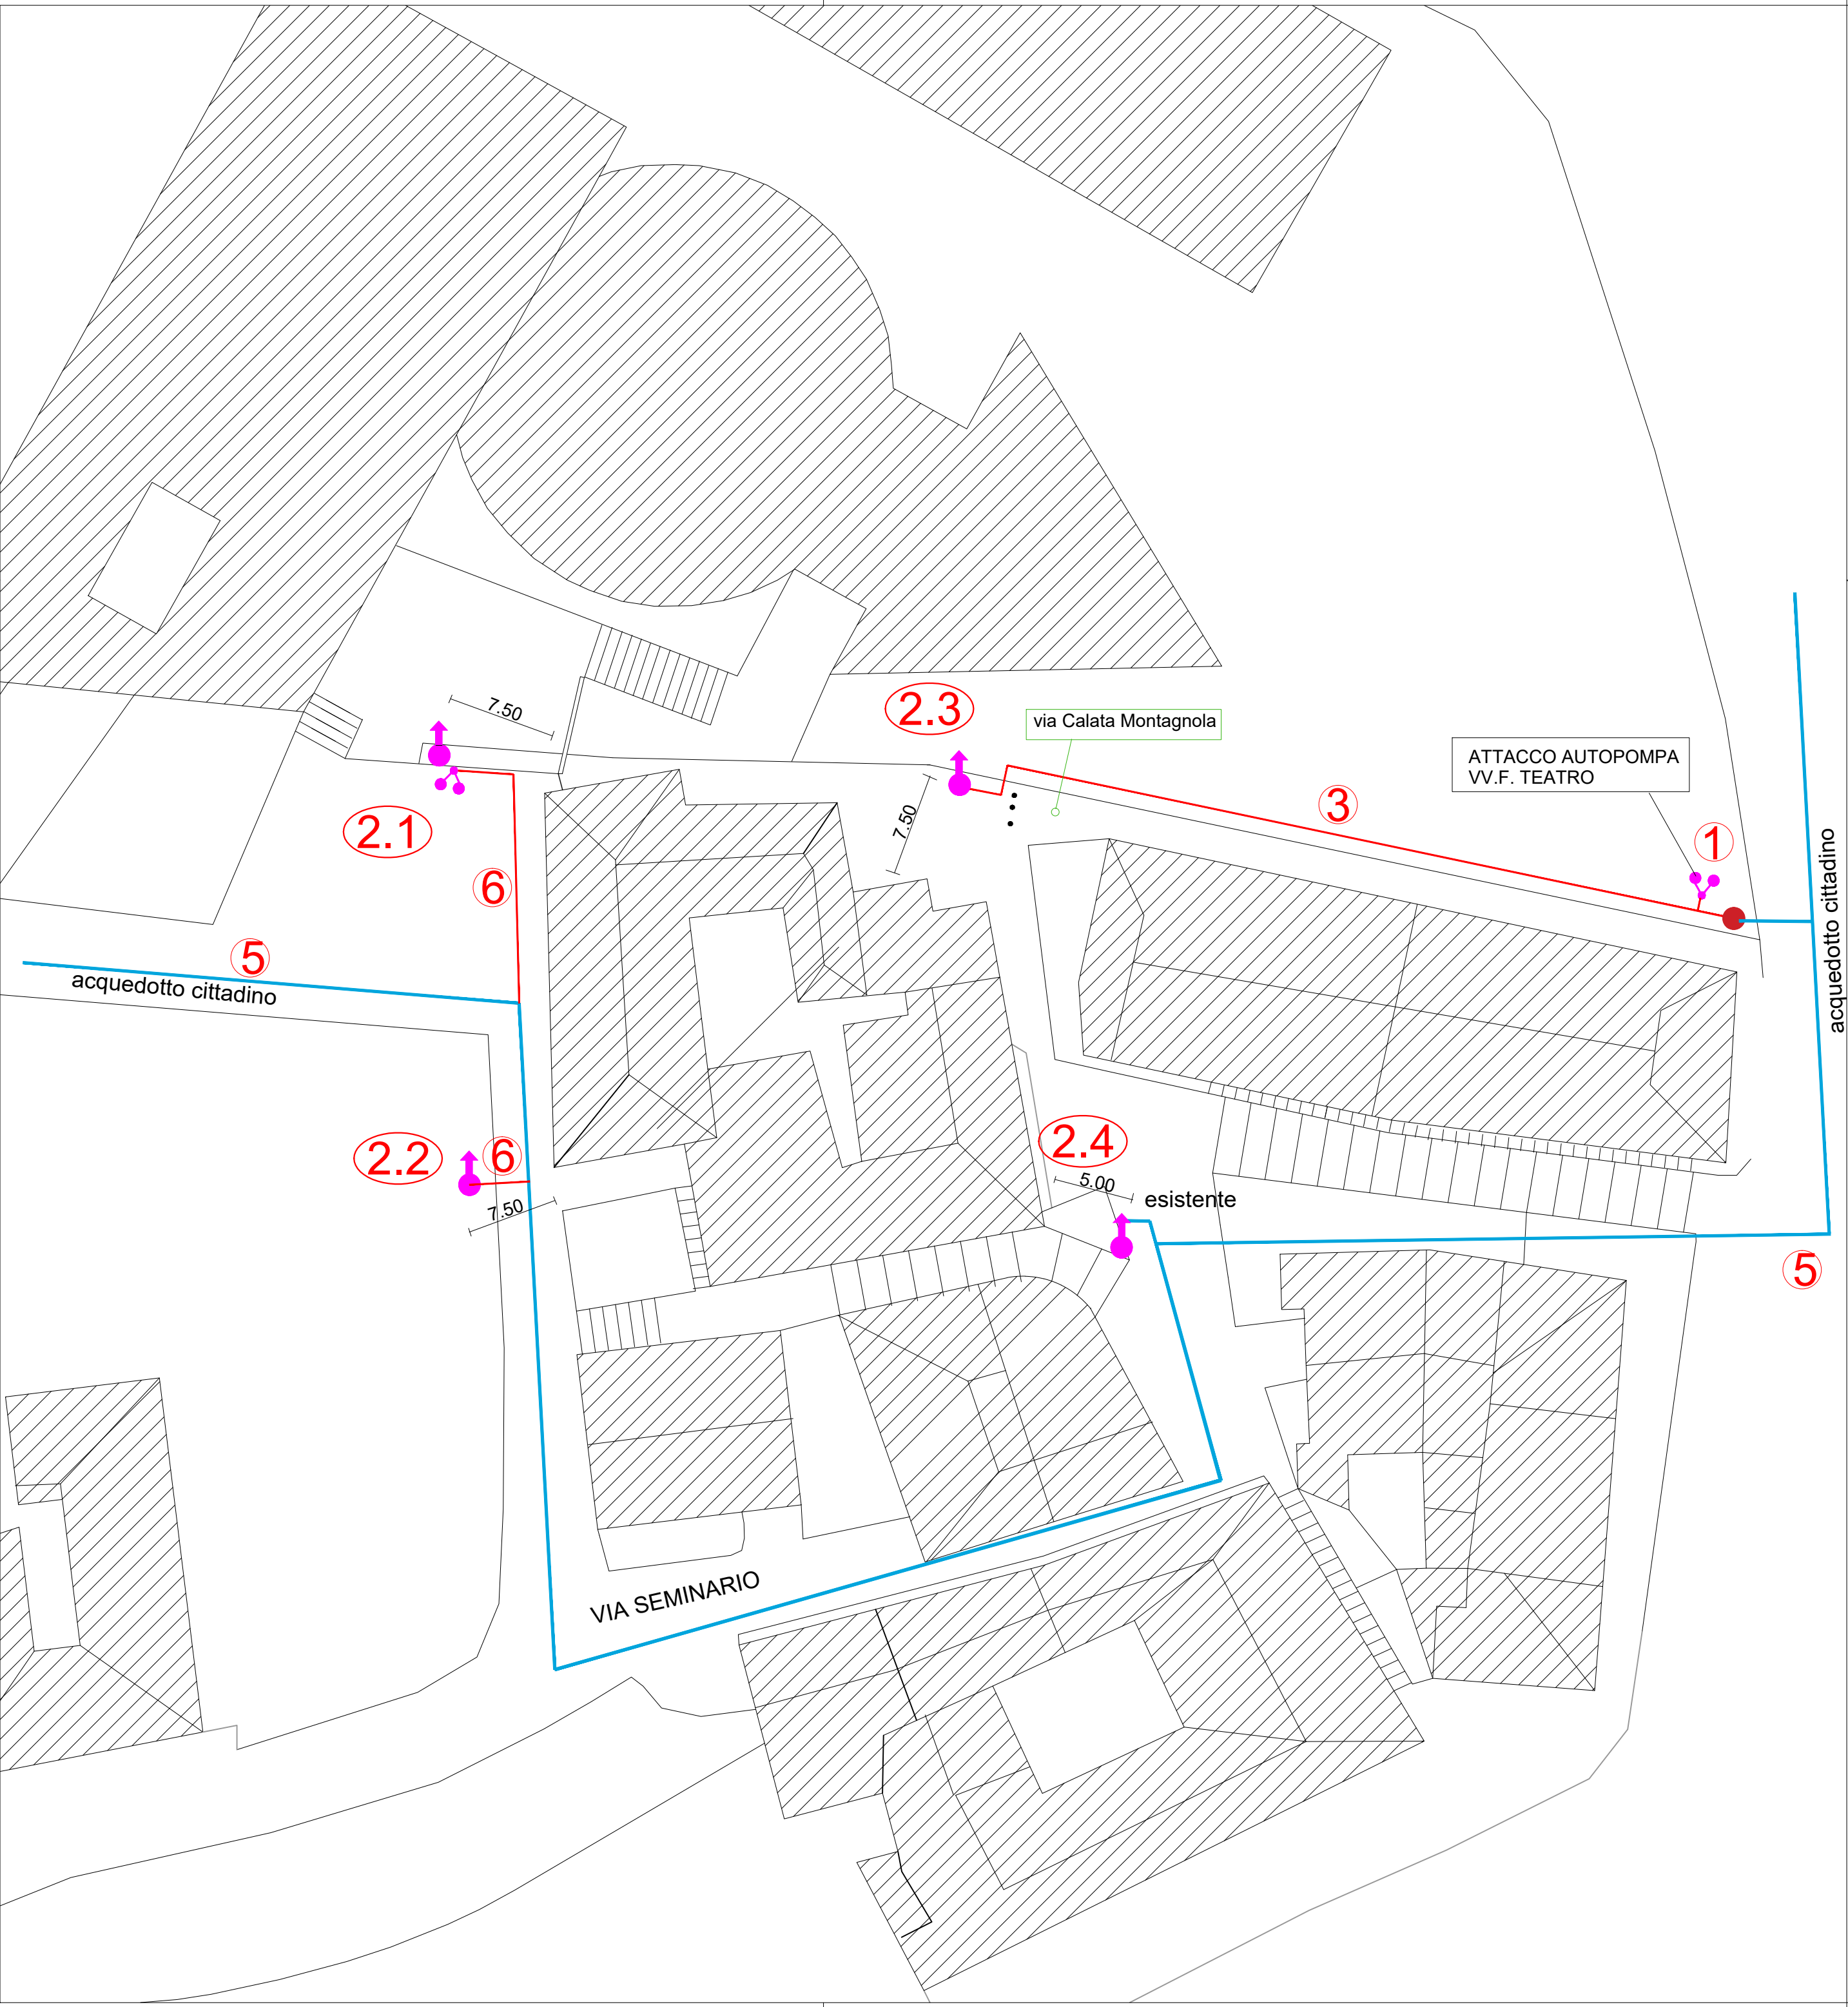 7.50
2.3
via Calata Montagnola
ATTACCO AUTOPOMPA
VV.F. TEATRO
2.1
7.50
3
1
6
5
acquedotto cittadino
acquedotto cittadino
2.2
6
7.50
2.4
5.00
esistente
5
VIA SEMINARIO